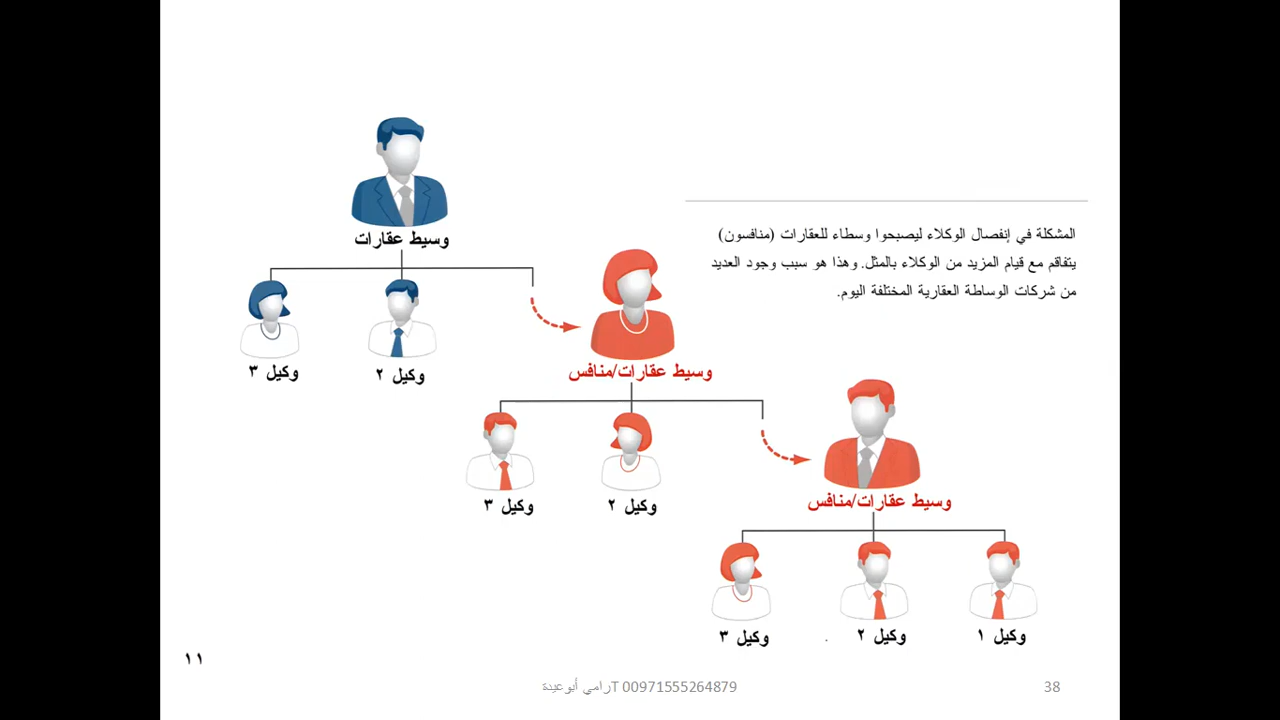 المشكلة في إنفصال الوكلاء ليصبحوا وسطاء للعقارات (منافسون)
يتفاقم مع قيام المزيد من الوكلاء بالمثل. وهذا هو سبب وجود العديد
من شركات الوساطة العقارية المختلفة اليوم.
وسيط عقارات
وكيل ٢
وكيل ٣
وسيط عقارات/منافس
وكيل ٢
وكيل ٣
وسيط عقارات/منافس
وكيل ١
وكيل ٢
وكيل ٣
١١
رامي أبوعيدة T 00971555264879
38